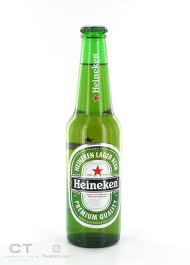 Heineken
HEINEKEN LAGER BEER
Heineken
PREMIUM QUALITY
CT